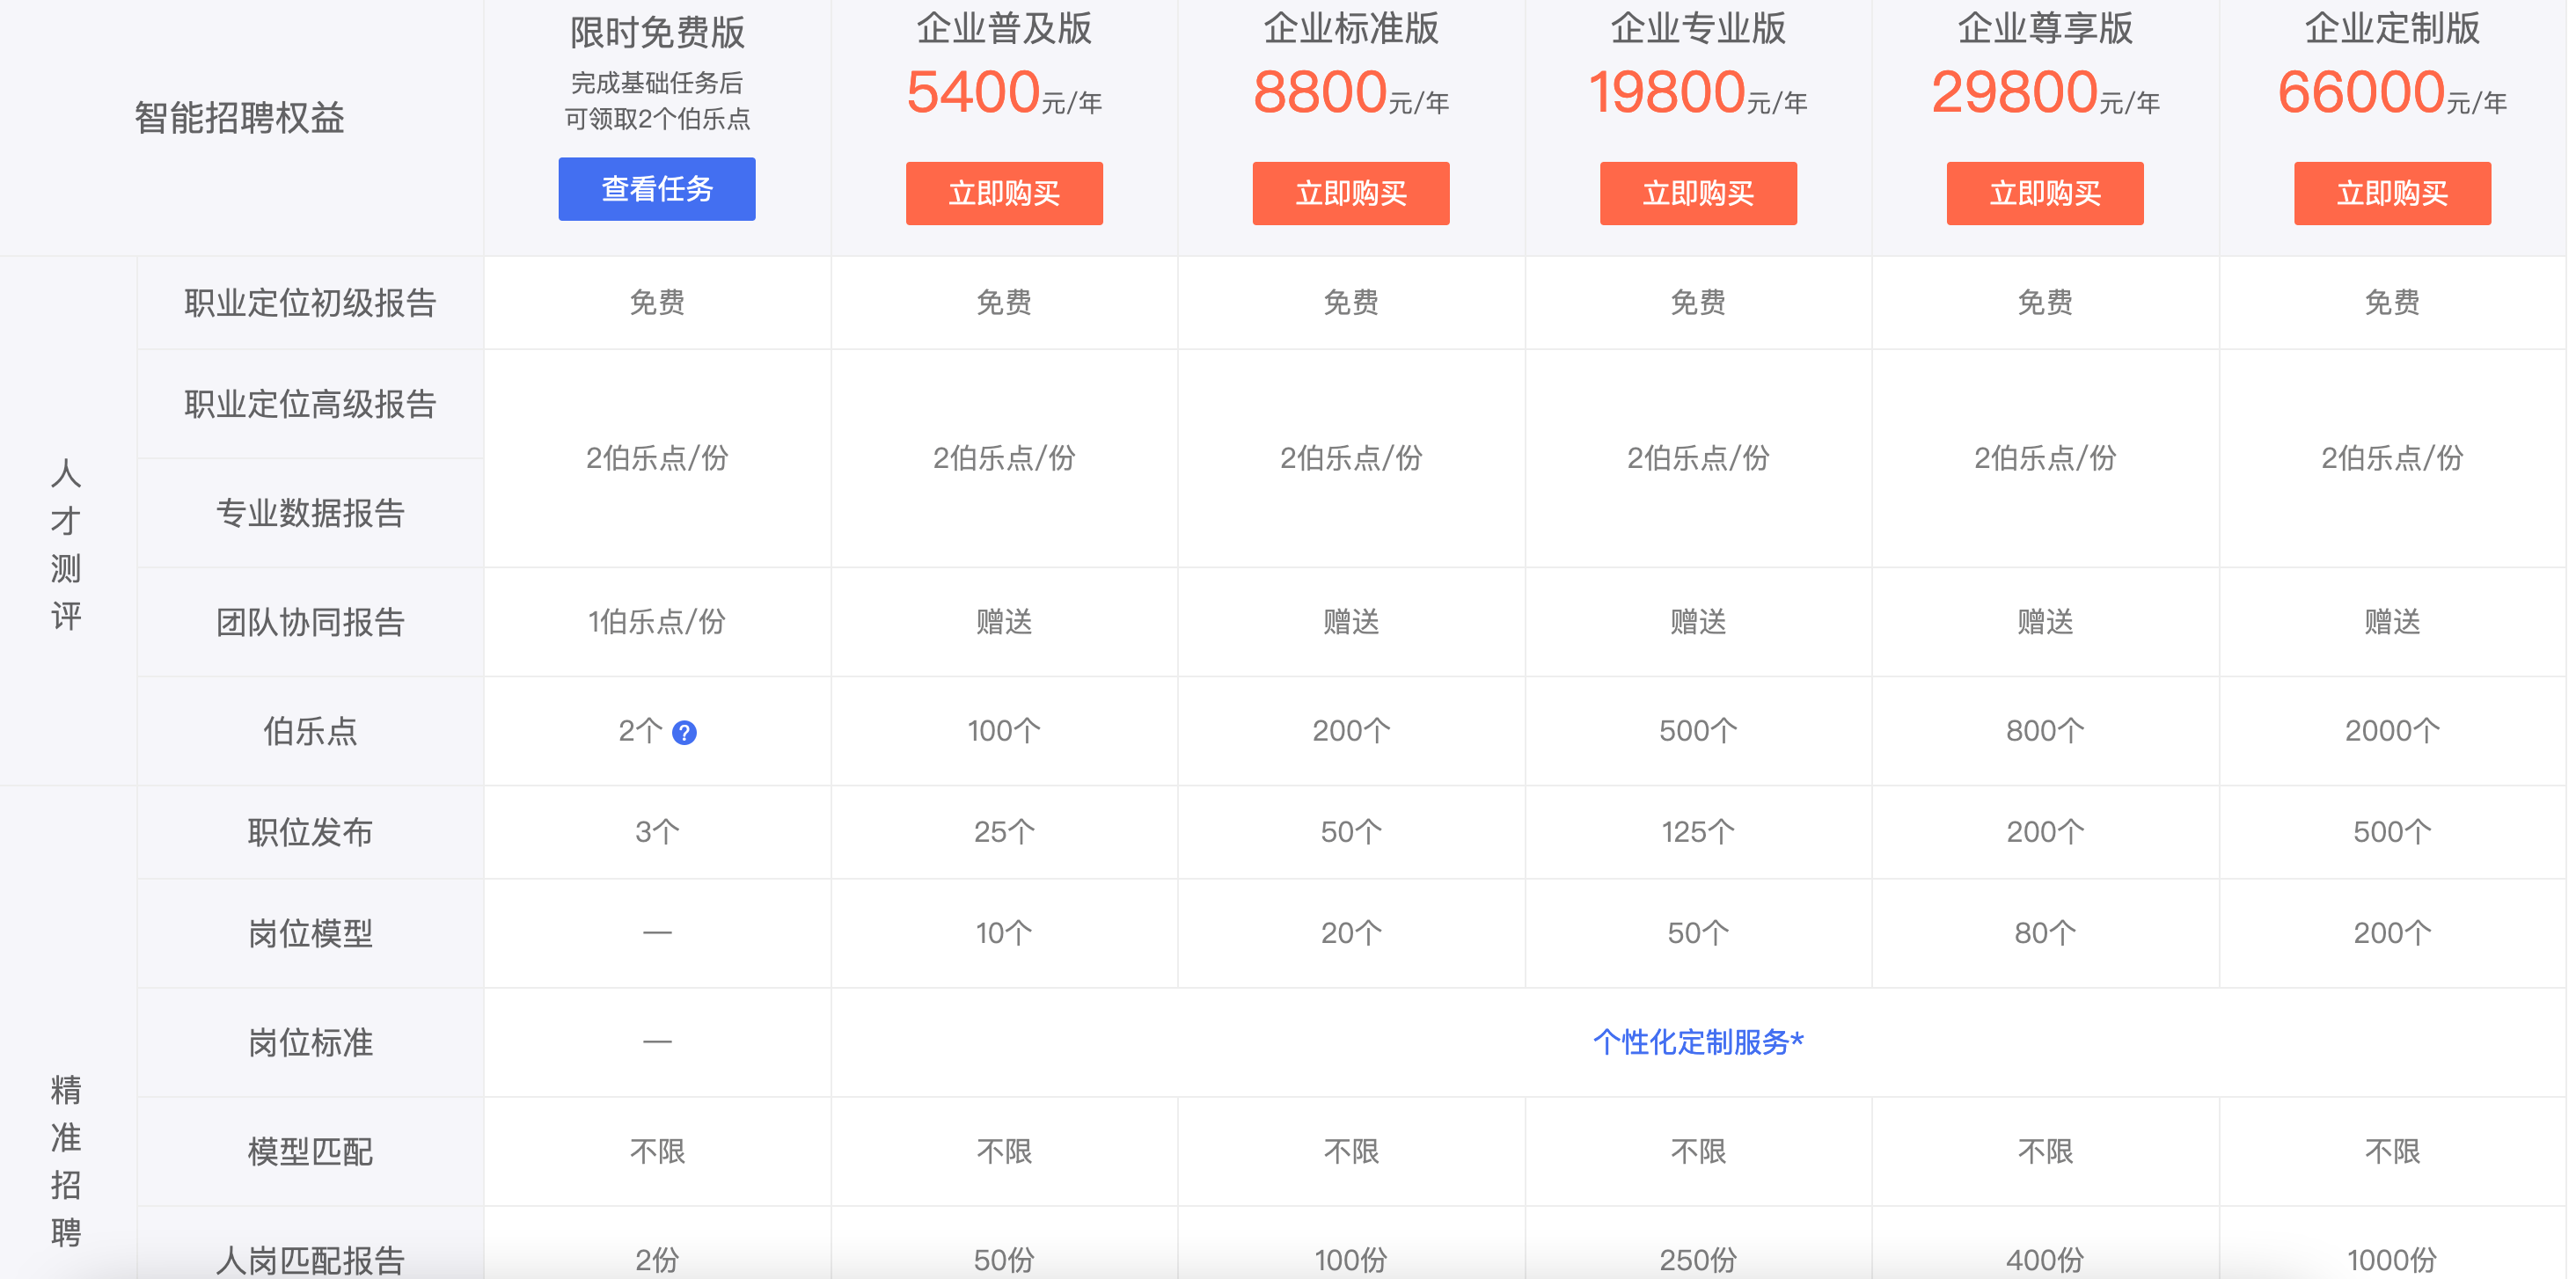 智能招聘权益
限时免费版
完成基础任务后
可领取2个伯乐点
查看任务
企业普及版
5400元/年
立即购买
企业标准版
8800元/年
立即购买
企业专业版
19800元/年
立即购买
企业尊享版
29800元/年
立即购买
企业定制版
66000元/年
立即购买
人才测评
职业定位初级报告 免费 免费 免费 免费 免费 免费
职业定位高级报告
专业数据报告
2伯乐点/份 2伯乐点/份 2伯乐点/份 2伯乐点/份 2伯乐点/份 2伯乐点/份
团队协同报告 1伯乐点/份 赠送 赠送 赠送 赠送 赠送
伯乐点 2个 ? 100个 200个 500个 800个 2000个
精准招聘
职位发布 3个 25个 50个 125个 200个 500个
岗位模型 — 10个 20个 50个 80个 200个
岗位标准 — 个性化定制服务*
模型匹配 不限 不限 不限 不限 不限 不限
人岗匹配报告 2份 50份 100份 250份 400份 1000份